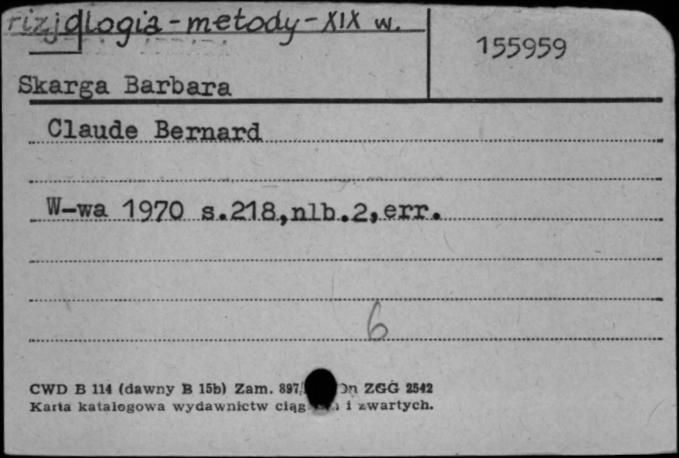 fizjologia - metody - XIX w.
155959
Skarga Barbara
Claude Bernard
W-wa 1970 s.218,nlb.2,err.
6
CWD B 114 (dawny B 15b) Zam. 897 Dn ZGG 2542
Karta katalogowa wydawnictw i zwartych.